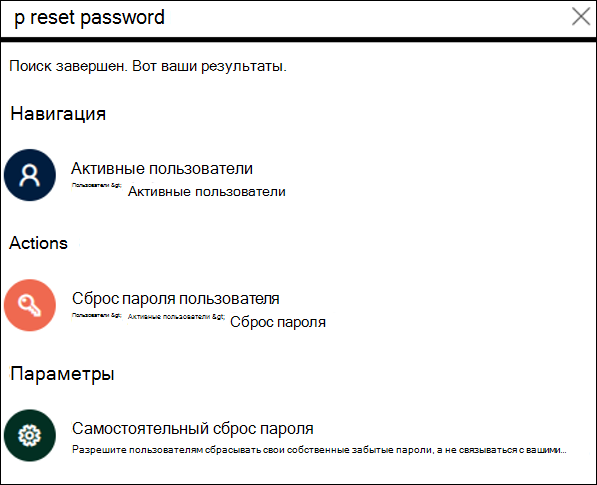 p reset password
Поиск завершен. Вот ваши результаты.
Навигация
Активные пользователи
Пользователи &gt; Активные пользователи
Actions
Сброс пароля пользователя
Пользователи &gt; Активные пользователи &gt; Сброс пароля
Параметры
Самостоятельный сброс пароля
Разрешите пользователям сбрасывать свои собственные забытые пароли, а не связываться с вашими...